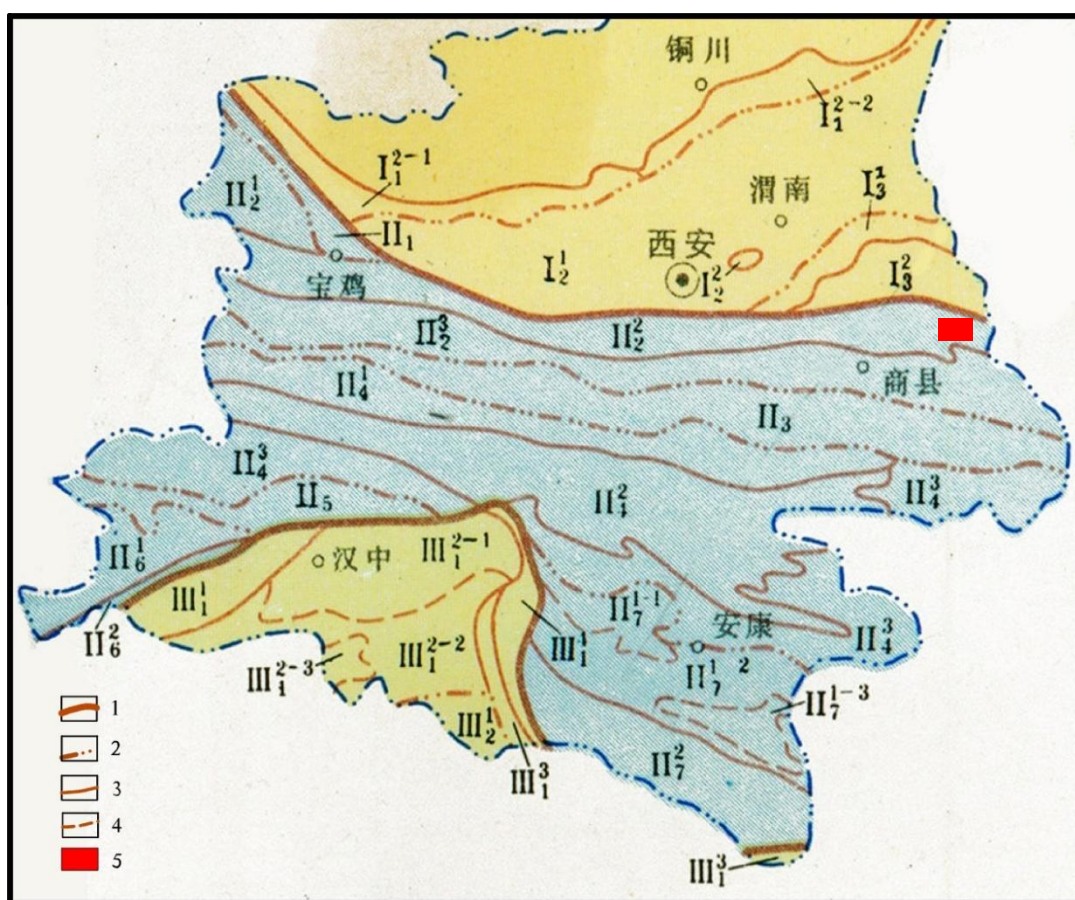 铜川
I₁²⁻²
I₁²⁻¹
渭南
I₃¹
II₂¹
II₁
西安
宝鸡
I₂¹
I₂²
I₃²
II₂³
II₂²
II₄¹
商县
II₃
II₄³
II₅
II₄³
II₆¹
汉中
III₁²⁻¹
III₁¹
II₇¹⁻¹
安康
II₄³
II₆²
III₁²⁻³
III₁²⁻²
III₁¹
II₇¹ ²
II₇¹⁻³
III₂¹
III₁³
II₇²
III₁³
1
2
3
4
5